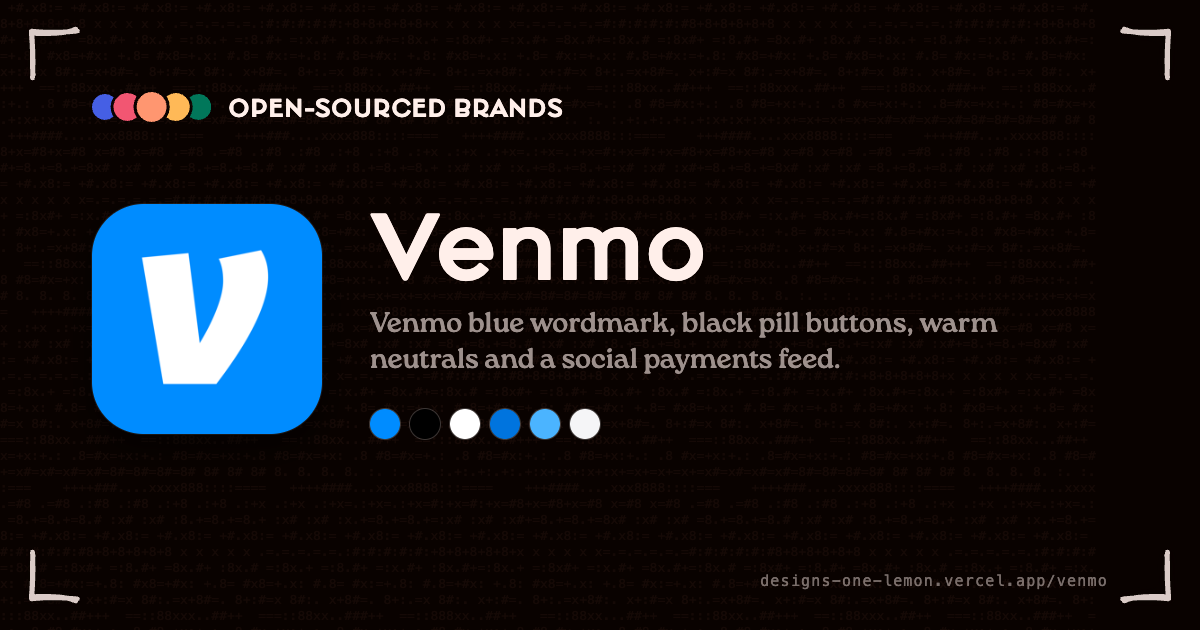 OPEN-SOURCED BRANDS
V
Venmo
Venmo blue wordmark, black pill buttons, warm
neutrals and a social payments feed.
designs-one-lemon.vercel.app/venmo